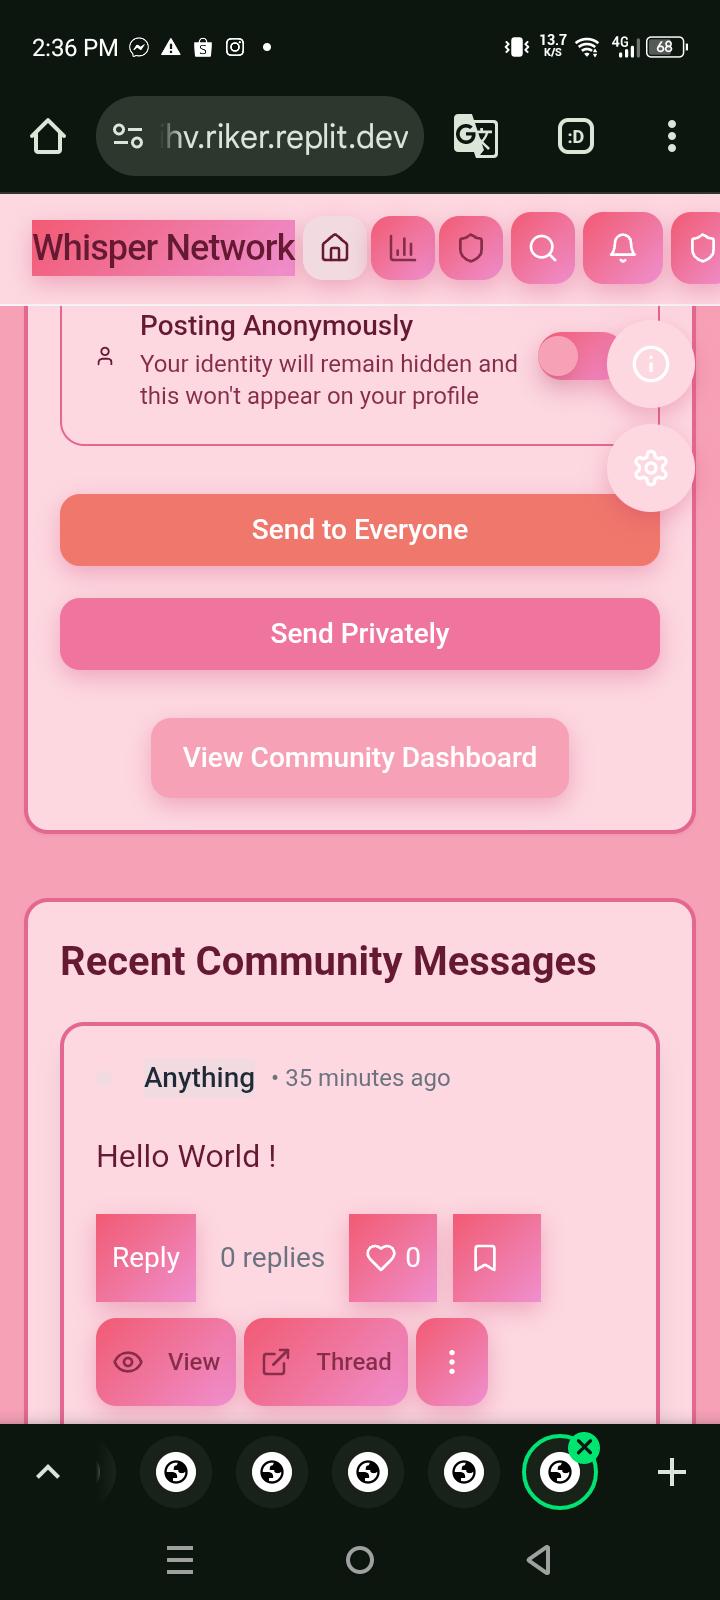 2:36 PM
13.7
K/S
4G
68
ihv.riker.replit.dev
:D
Whisper Network
Posting Anonymously
Your identity will remain hidden and
this won't appear on your profile
Send to Everyone
Send Privately
View Community Dashboard
Recent Community Messages
Anything • 35 minutes ago
Hello World !
Reply 0 replies 0
View Thread